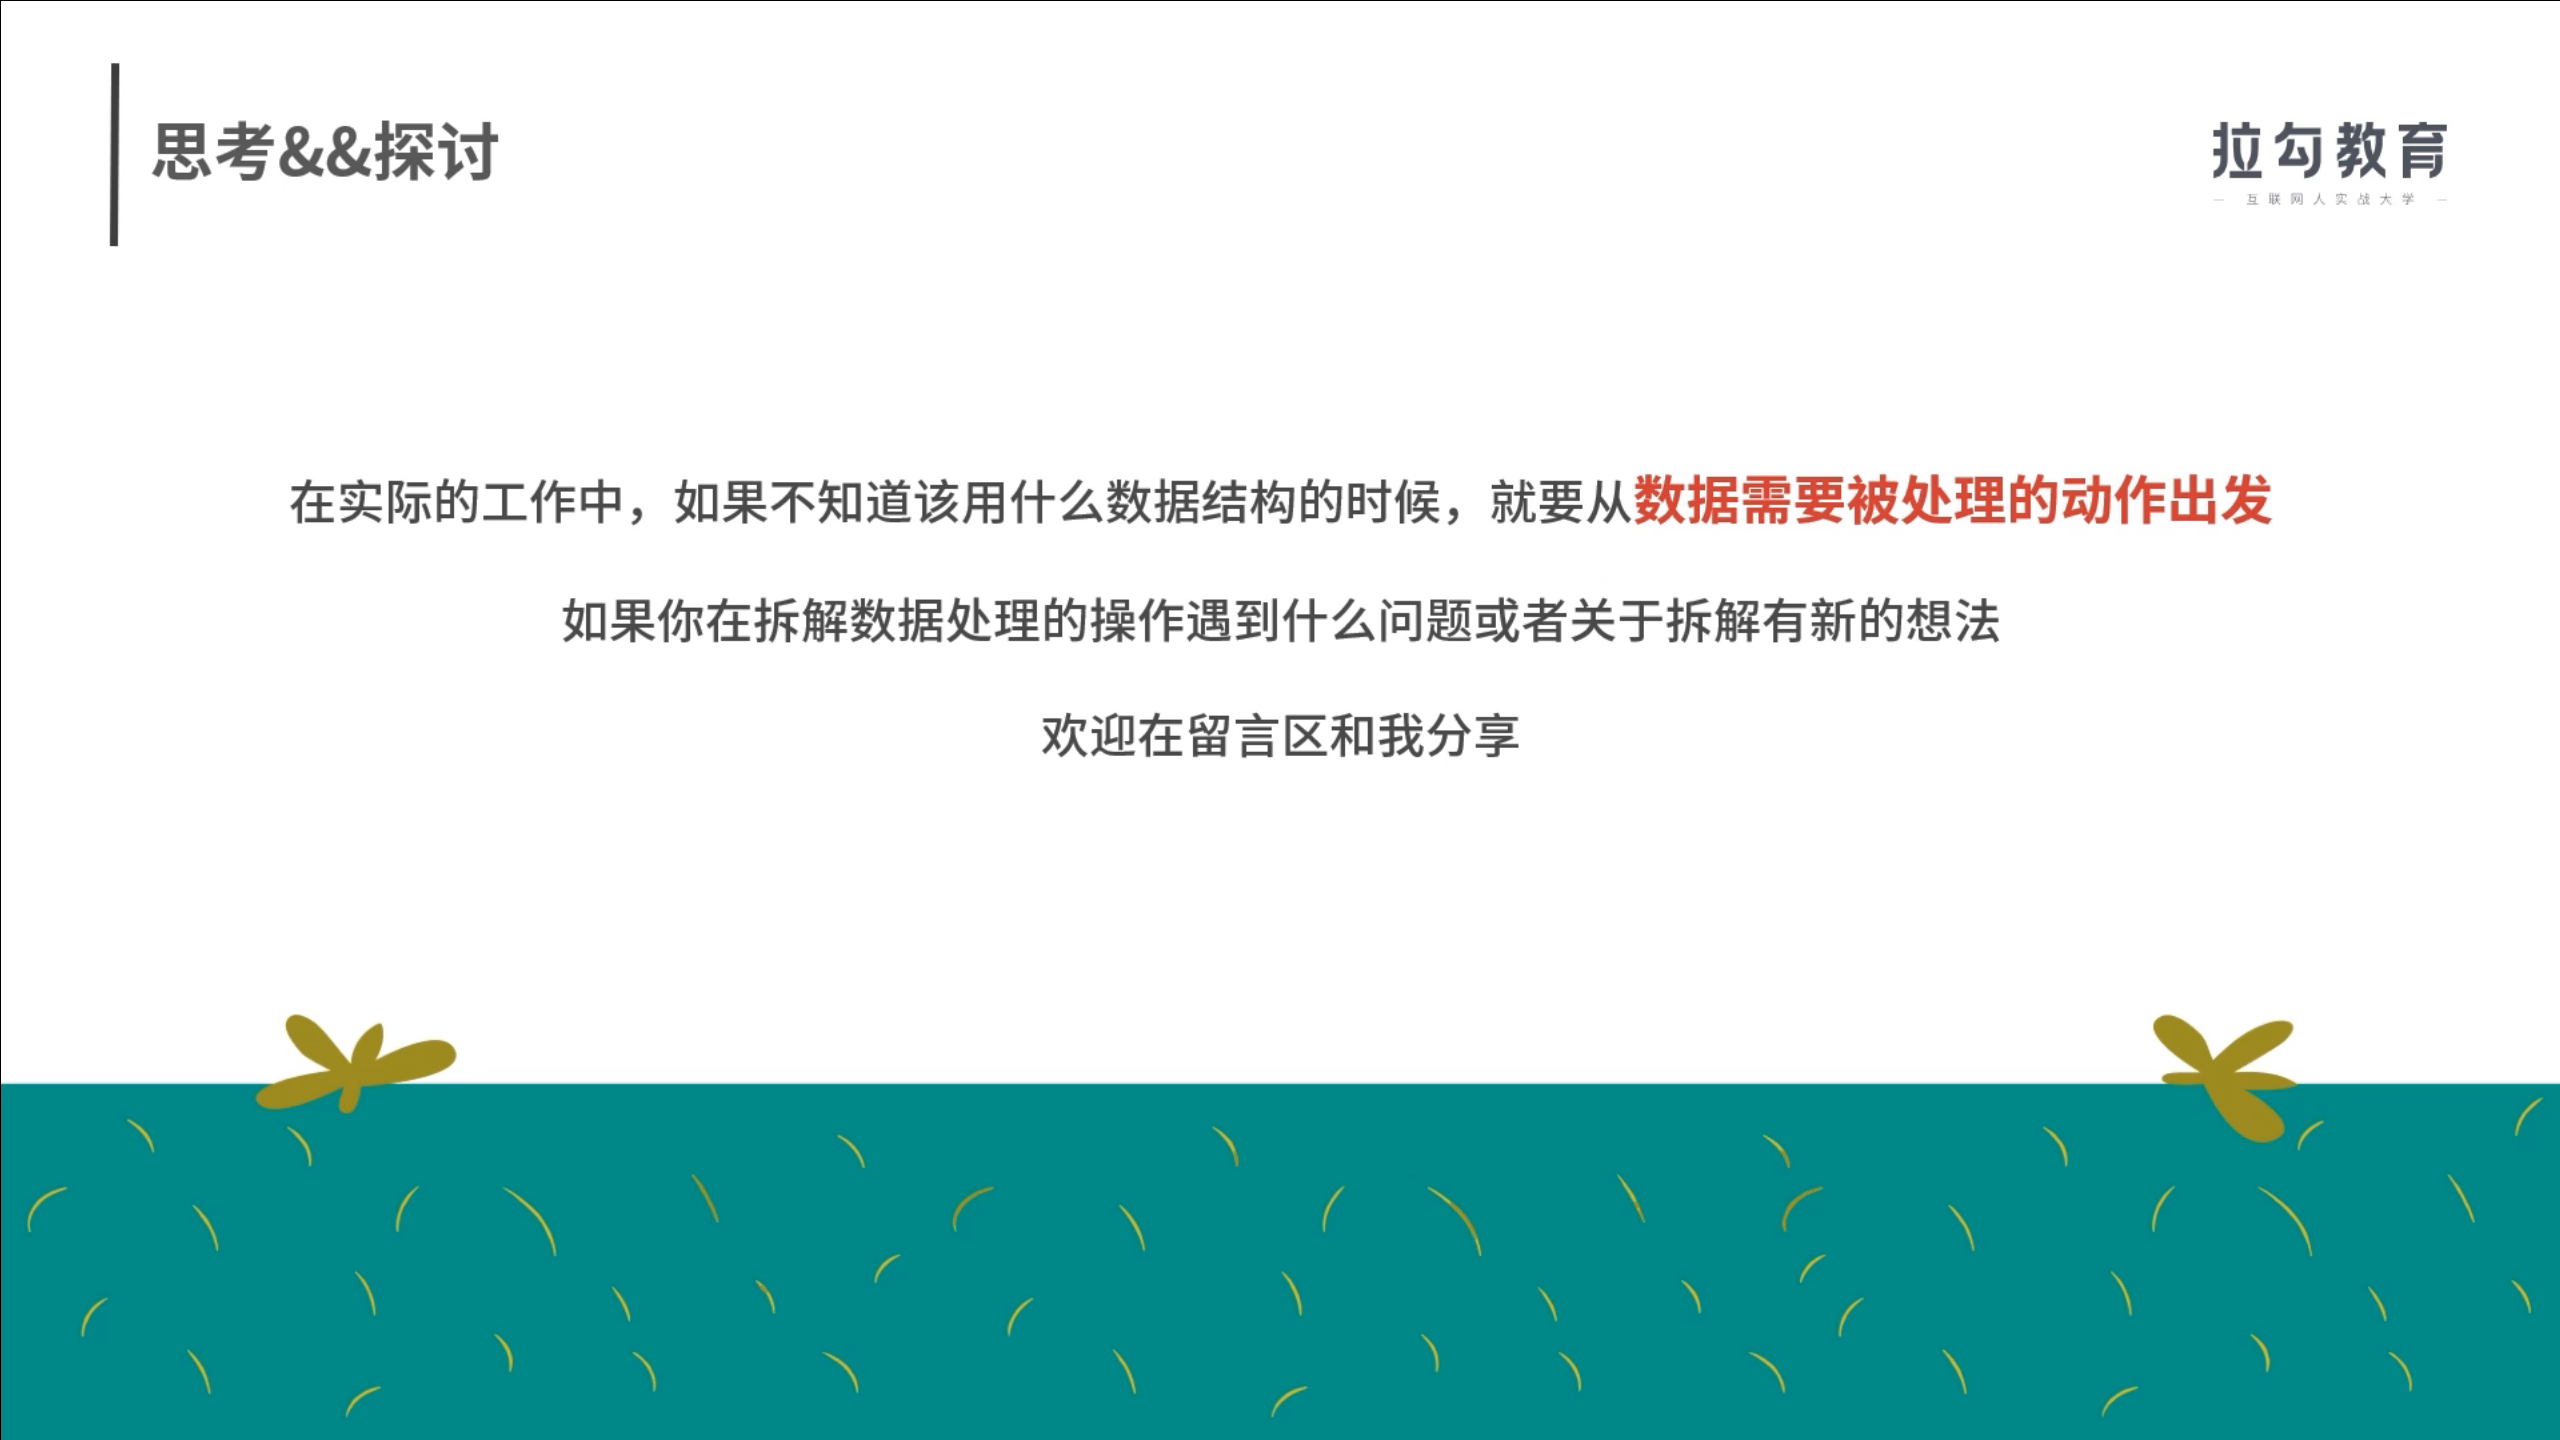 思考&&探讨
拉勾教育
— 互联网人实战大学 —
在实际的工作中，如果不知道该用什么数据结构的时候，就要从数据需要被处理的动作出发
如果你在拆解数据处理的操作遇到什么问题或者关于拆解有新的想法
欢迎在留言区和我分享